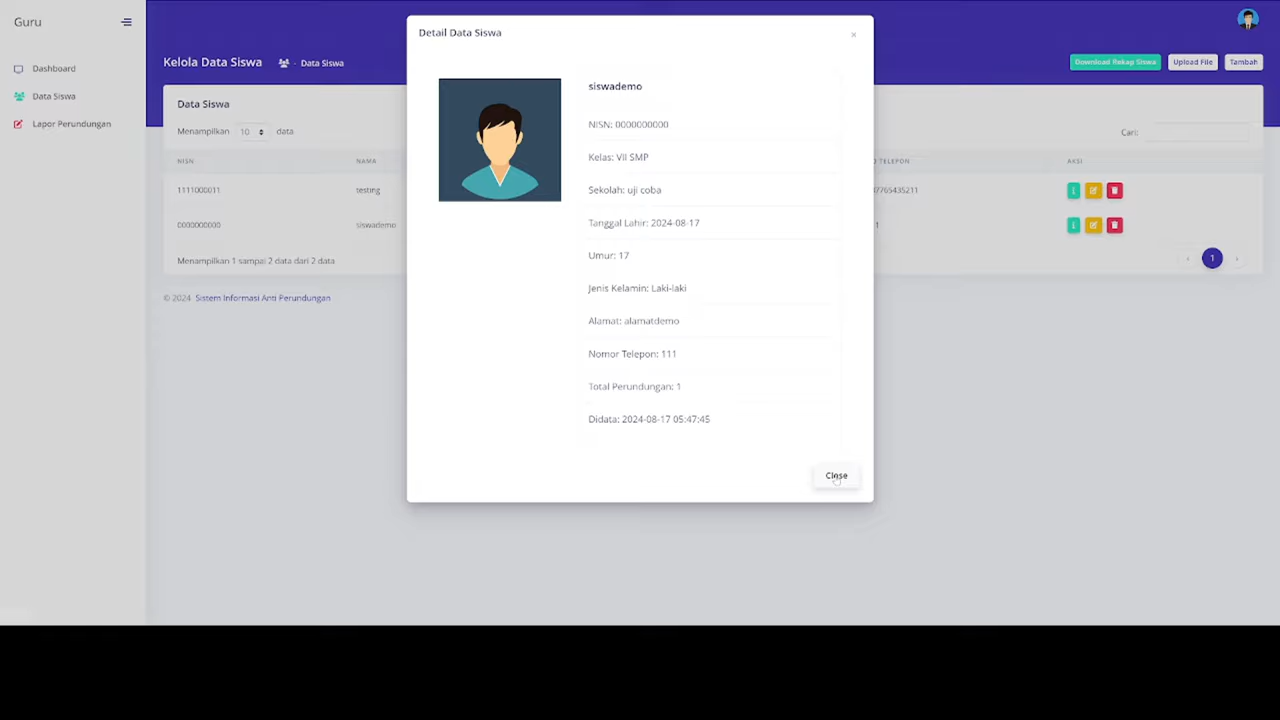 Guru
Dashboard
Data Siswa
Lapor Perundungan
Kelola Data Siswa
- Data Siswa
Download Rekap Siswa
Upload File
Tambah
Data Siswa
Menampilkan 10 data
Cari:
NISN
NAMA
TELEPON
AKSI
1111000011
testing
7765435211
0000000000
siswademo
1
Menampilkan 1 sampai 2 data dari 2 data
‹ 1 ›
© 2024 Sistem Informasi Anti Perundungan
Detail Data Siswa
×
siswademo
NISN: 0000000000
Kelas: VII SMP
Sekolah: uji coba
Tanggal Lahir: 2024-08-17
Umur: 17
Jenis Kelamin: Laki-laki
Alamat: alamatdemo
Nomor Telepon: 111
Total Perundungan: 1
Didata: 2024-08-17 05:47:45
Close